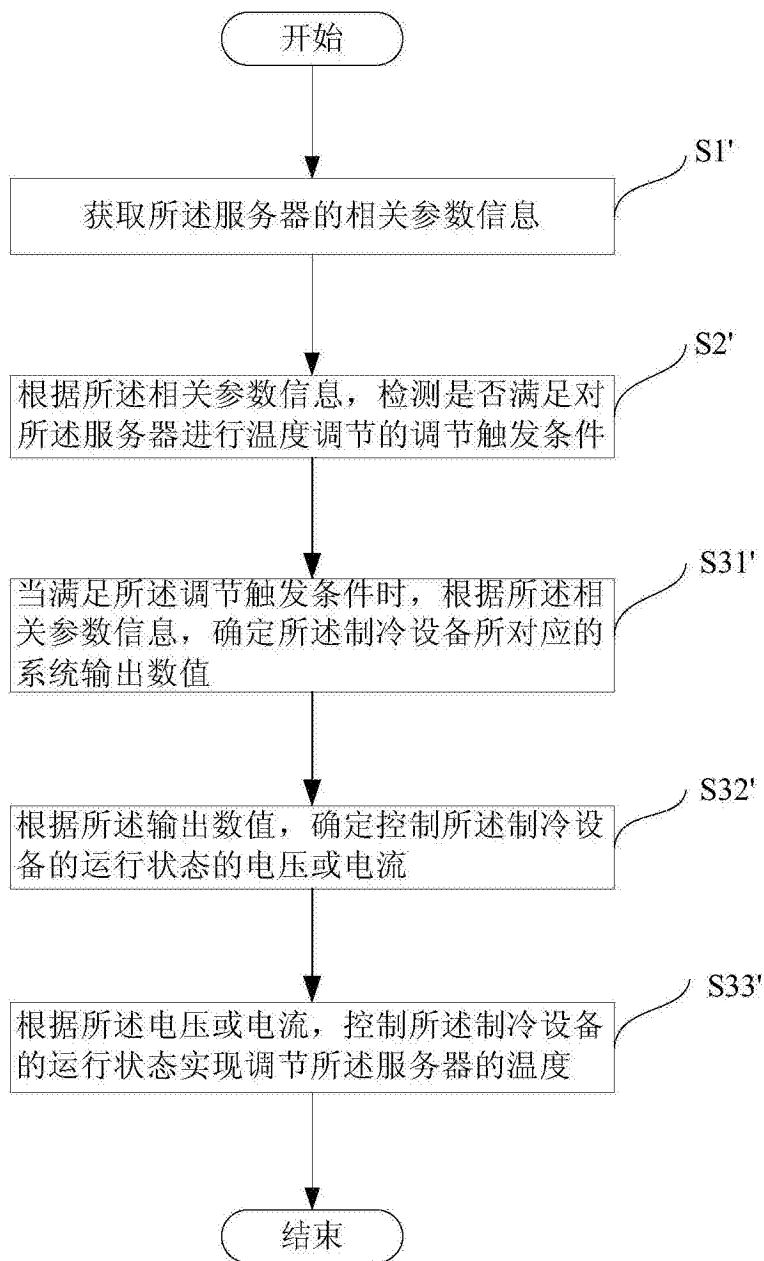 开始
S1'
获取所述服务器的相关参数信息
S2'
根据所述相关参数信息，检测是否满足对
所述服务器进行温度调节的调节触发条件
S31'
当满足所述调节触发条件时，根据所述相
关参数信息，确定所述制冷设备所对应的
系统输出数值
S32'
根据所述输出数值，确定控制所述制冷设
备的运行状态的电压或电流
S33'
根据所述电压或电流，控制所述制冷设备
的运行状态实现调节所述服务器的温度
结束